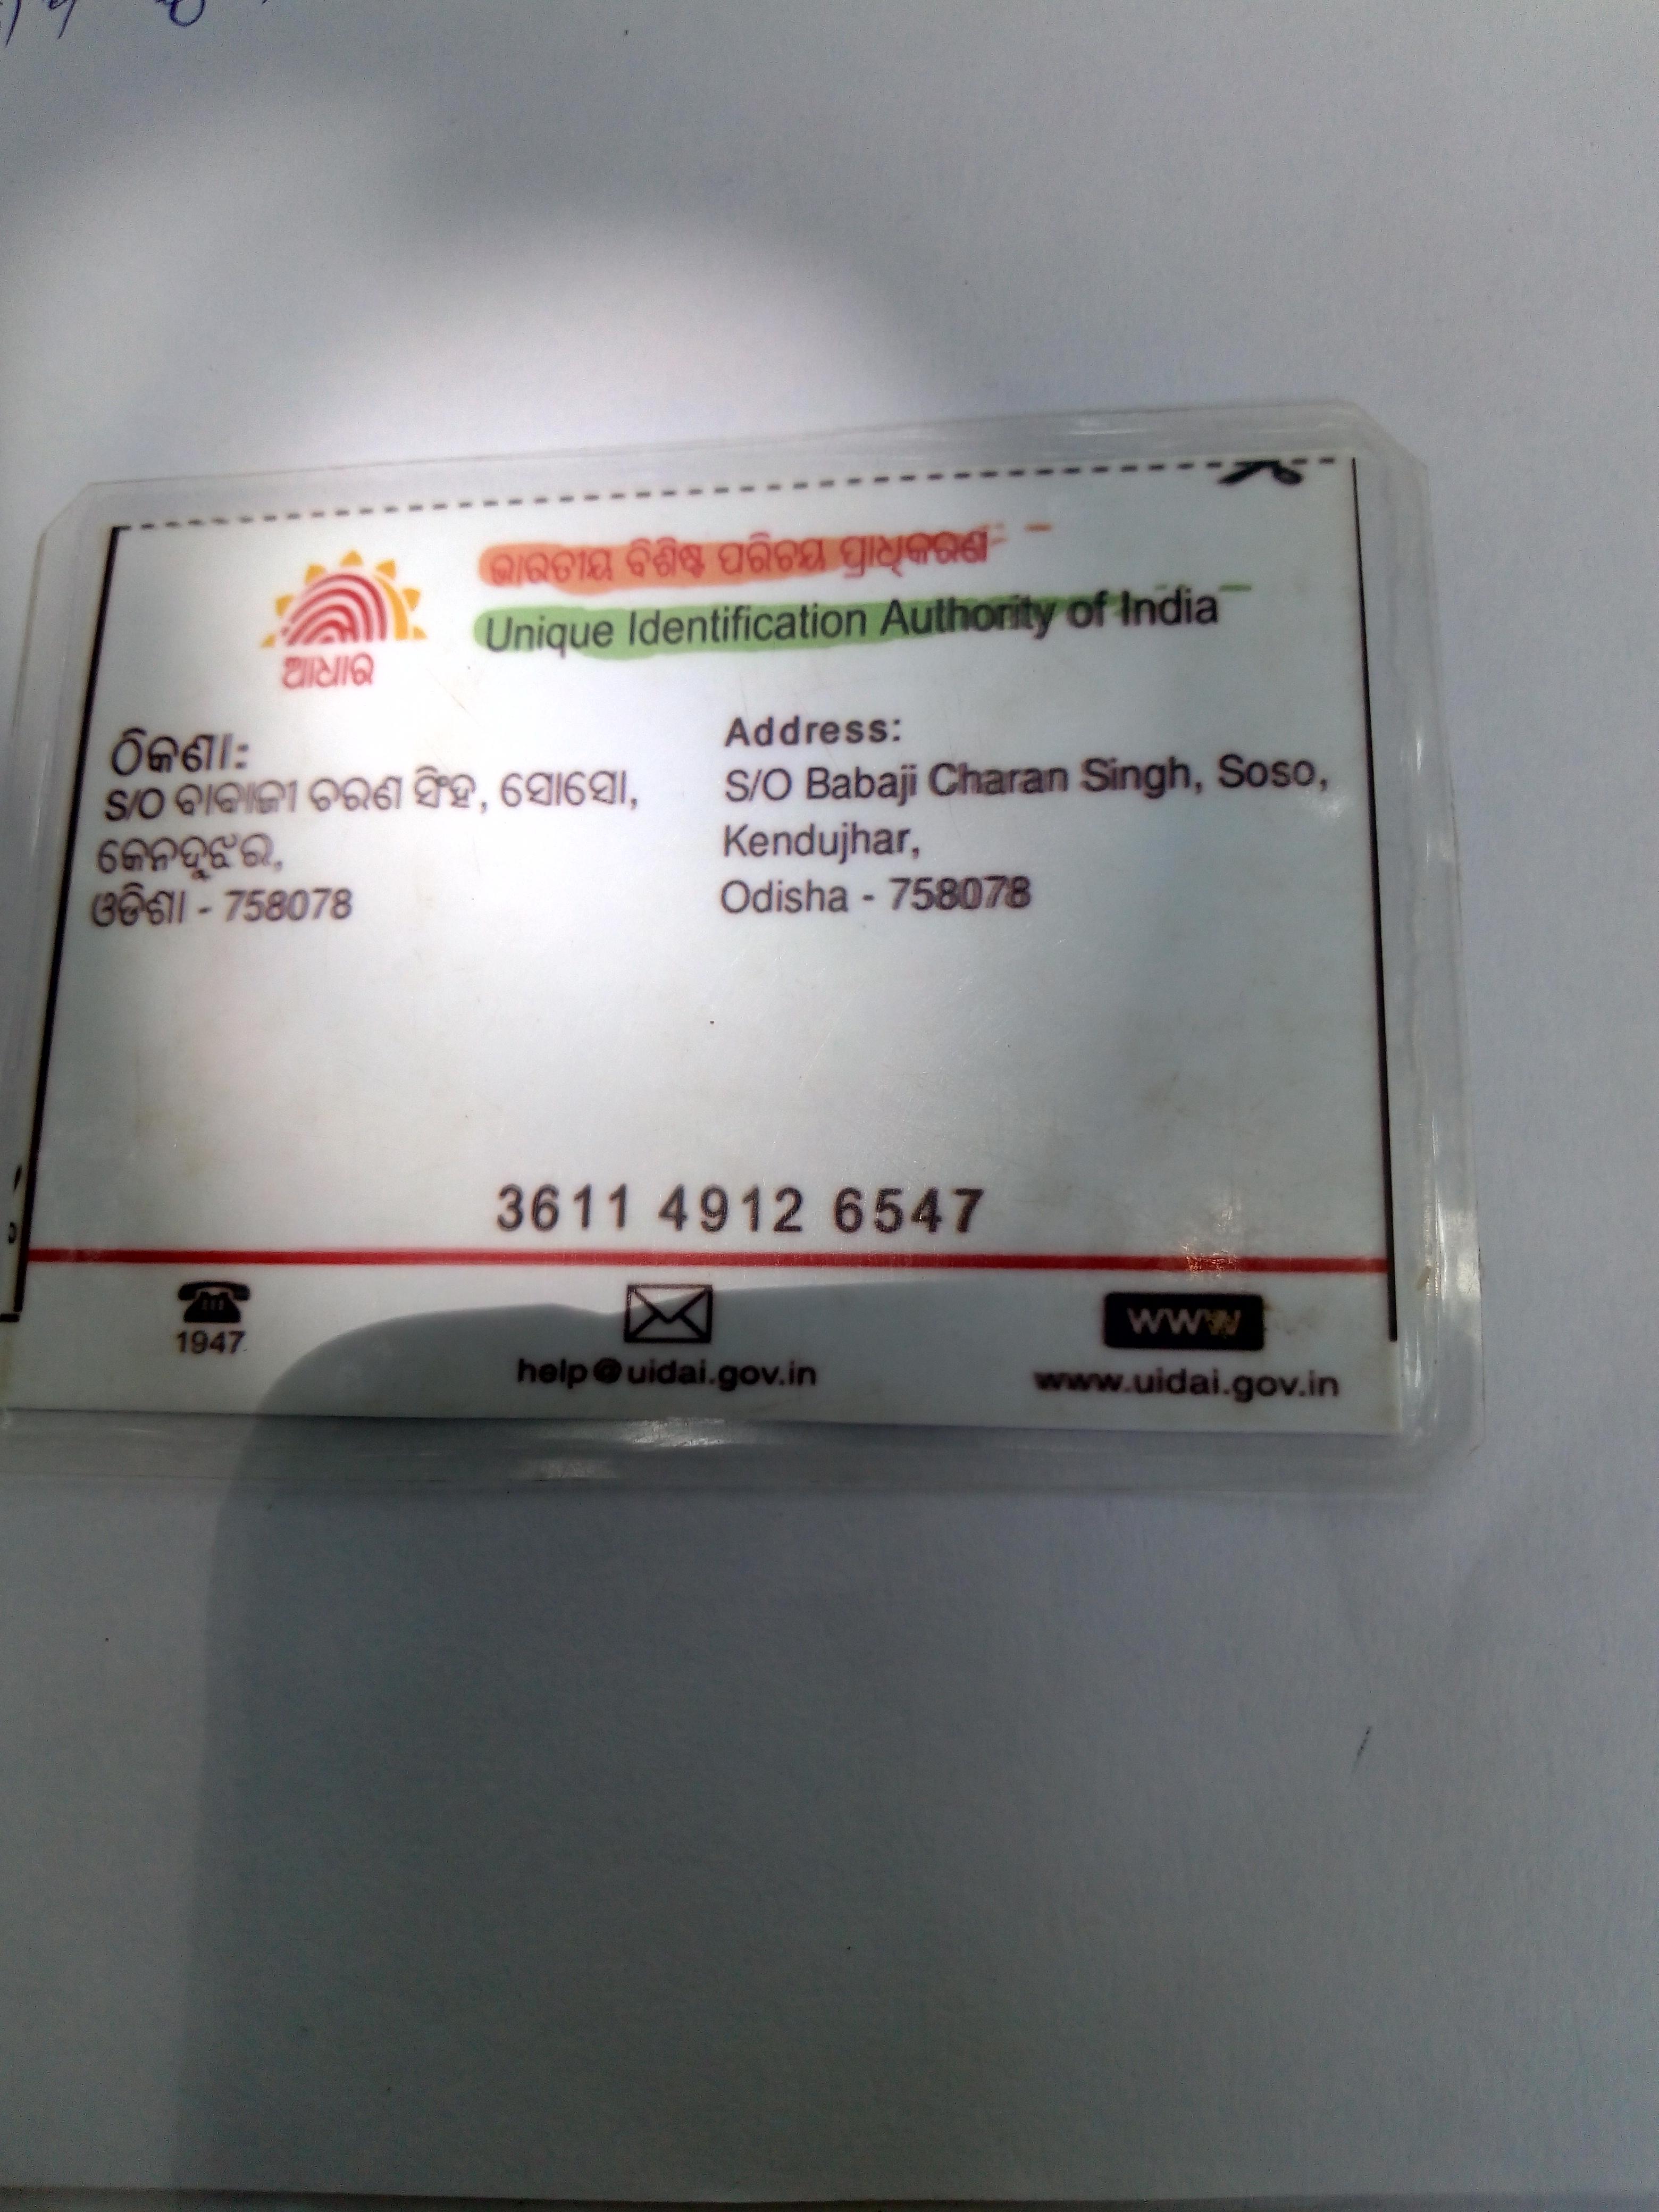 ଭାରତୀୟ ବିଶିଷ୍ଟ ପରିଚୟ ପ୍ରାଧିକରଣ
Unique Identification Authority of India
ଆଧାର
ଠିକଣା:
S/O ବାବାଜୀ ଚରଣ ସିଂହ, ସୋସୋ,
କେନଦୁଝର,
ଓଡିଶା - 758078
Address:
S/O Babaji Charan Singh, Soso,
Kendujhar,
Odisha - 758078
3611 4912 6547
1947
help@uidai.gov.in
www
www.uidai.gov.in